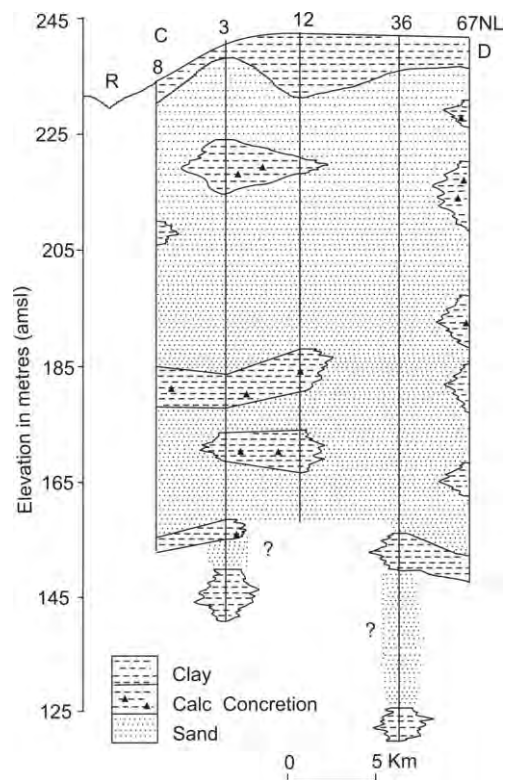 245
C
3
12
36
67NL
D
8
R
225
205
185
165
145
125
Elevation in metres (amsl)
?
?
Clay
Calc Concretion
Sand
0 5 Km